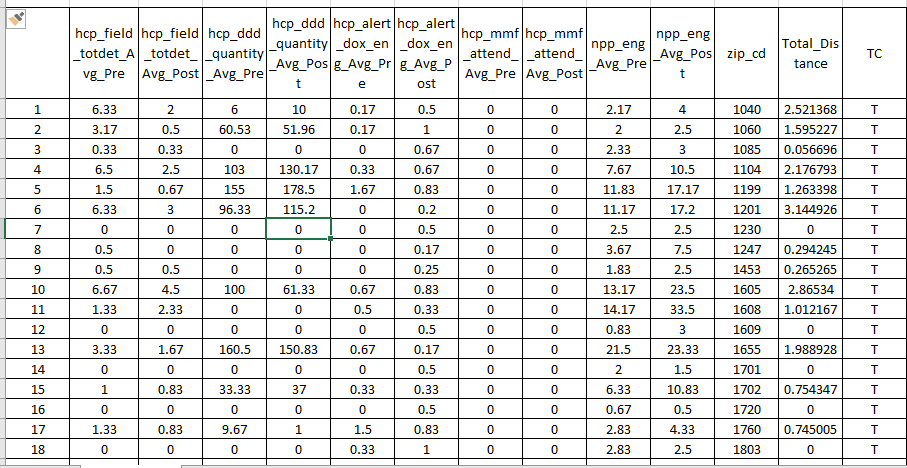 hcp_field_totdet_Avg_Pre hcp_field_totdet_Avg_Post hcp_ddd_quantity_Avg_Pre hcp_ddd_quantity_Avg_Post hcp_alert_dox_eng_Avg_Pre hcp_alert_dox_eng_Avg_Post hcp_mmf_attend_Avg_Pre hcp_mmf_attend_Avg_Post npp_eng_Avg_Pre npp_eng_Avg_Post zip_cd Total_Distance TC
1 6.33 2 6 10 0.17 0.5 0 0 2.17 4 1040 2.521368 T
2 3.17 0.5 60.53 51.96 0.17 1 0 0 2 2.5 1060 1.595227 T
3 0.33 0.33 0 0 0 0.67 0 0 2.33 3 1085 0.056696 T
4 6.5 2.5 103 130.17 0.33 0.67 0 0 7.67 10.5 1104 2.176793 T
5 1.5 0.67 155 178.5 1.67 0.83 0 0 11.83 17.17 1199 1.263398 T
6 6.33 3 96.33 115.2 0 0.2 0 0 11.17 17.2 1201 3.144926 T
7 0 0 0 0 0 0.5 0 0 2.5 2.5 1230 0 T
8 0.5 0 0 0 0 0.17 0 0 3.67 7.5 1247 0.294245 T
9 0.5 0.5 0 0 0 0.25 0 0 1.83 2.5 1453 0.265265 T
10 6.67 4.5 100 61.33 0.67 0.83 0 0 13.17 23.5 1605 2.86534 T
11 1.33 2.33 0 0 0.5 0.33 0 0 14.17 33.5 1608 1.012167 T
12 0 0 0 0 0 0.5 0 0 0.83 3 1609 0 T
13 3.33 1.67 160.5 150.83 0.67 0.17 0 0 21.5 23.33 1655 1.988928 T
14 0 0 0 0 0 0.5 0 0 2 1.5 1701 0 T
15 1 0.83 33.33 37 0.33 0.33 0 0 6.33 10.83 1702 0.754347 T
16 0 0 0 0 0 0.5 0 0 0.67 0.5 1720 0 T
17 1.33 0.83 9.67 1 1.5 0.83 0 0 2.83 4.33 1760 0.745005 T
18 0 0 0 0 0.33 1 0 0 2.83 2.5 1803 0 T